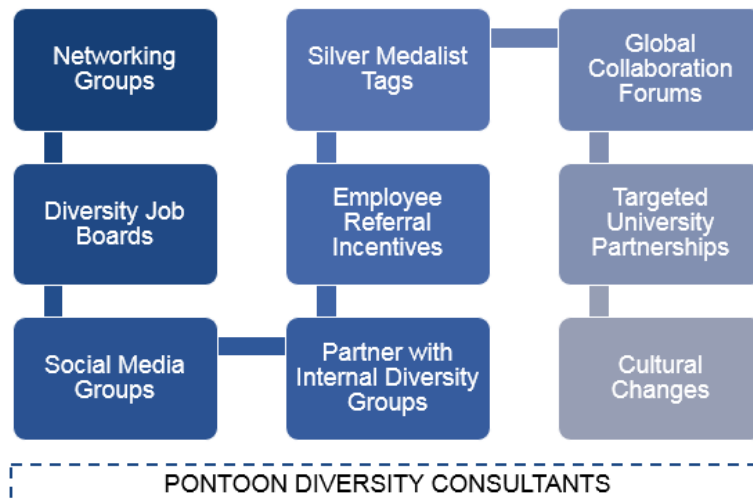 Networking
Groups
Diversity Job
Boards
Social Media
Groups
Partner with
Internal Diversity
Groups
Employee
Referral
Incentives
Silver Medalist
Tags
Global
Collaboration
Forums
Targeted
University
Partnerships
Cultural
Changes
PONTOON DIVERSITY CONSULTANTS